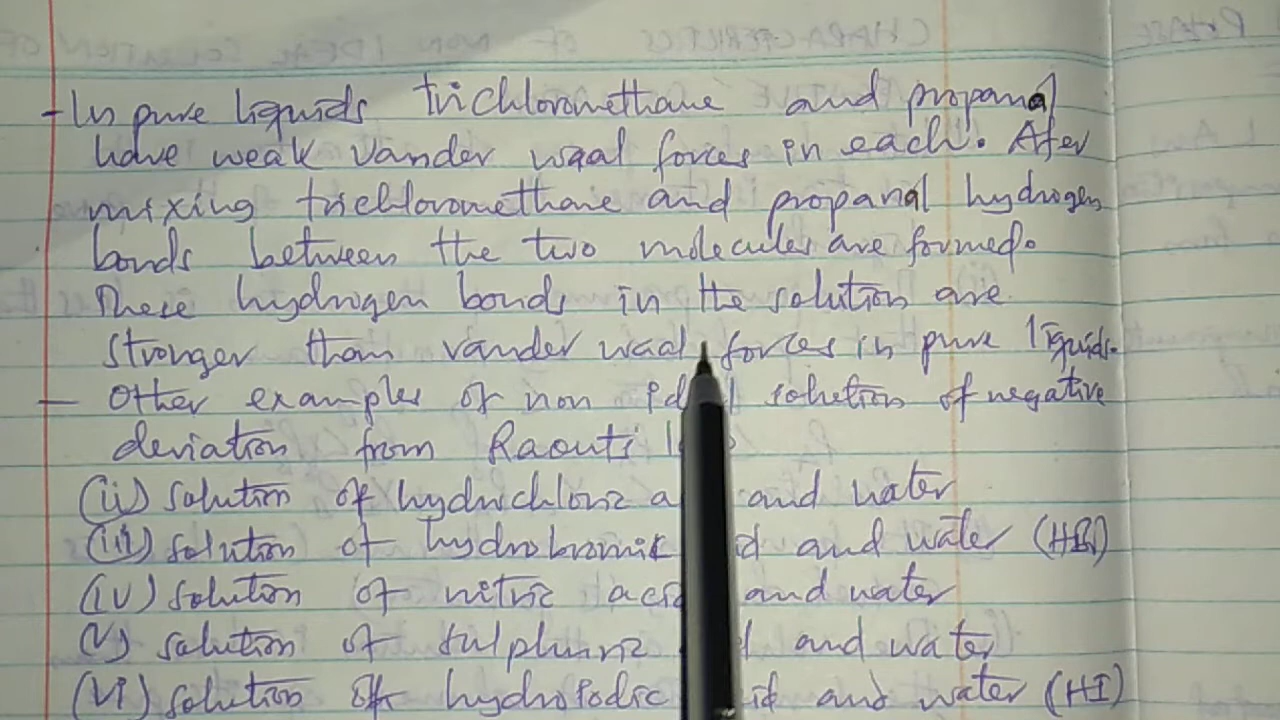 - In pure liquids trichloromethane and propanal
have weak vander waal forces in each. After
mixing trichloromethane and propanal hydrogen
bonds between the two molecules are formed.
These hydrogen bonds in the solution are
stronger than vander waal forces in pure liquids.
- Other examples of non solution of negative
deviation from Raoult's
(ii) solution of hydrochloric and water
(iii) solution of hydrobromic and water (HBr)
(iv) solution of nitric acid and water
(v) solution of sulphuric and water
(vi) solution of hydroiodic and water (HI)